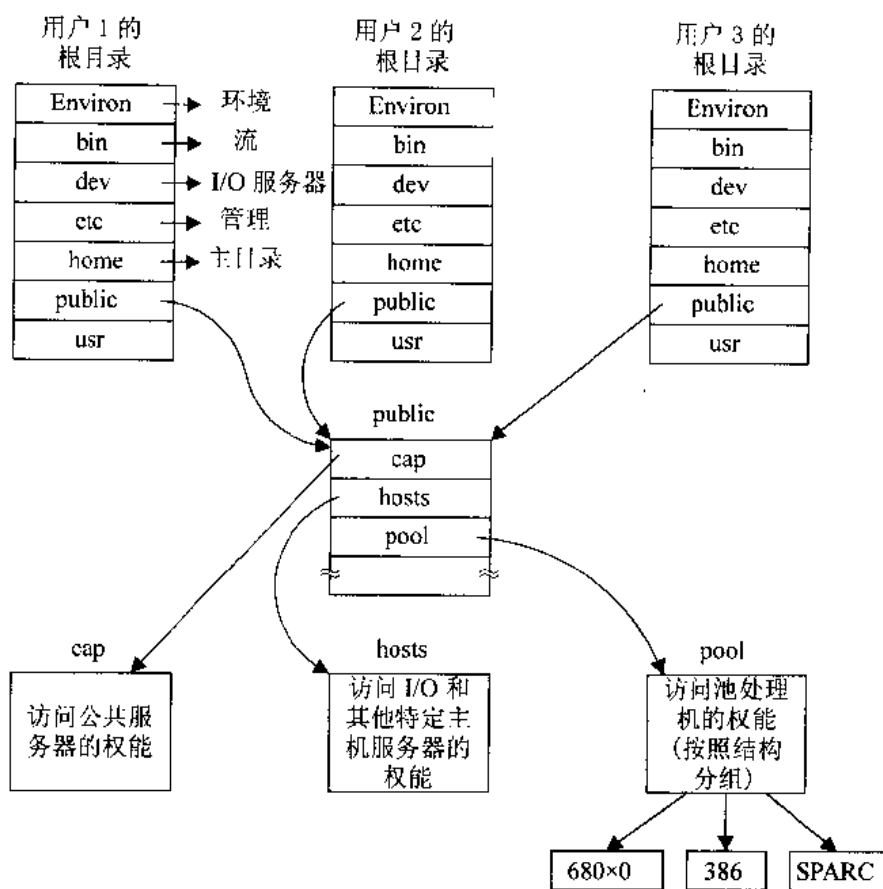 用户 1 的
根目录
用户 2 的
根目录
用户 3 的
根目录
Environ
bin
dev
etc
home
public
usr
环境
流
I/O 服务器
管理
主目录
Environ
bin
dev
etc
home
public
usr
Environ
bin
dev
etc
home
public
usr
public
cap
hosts
pool
cap
访问公共服
务器的权能
hosts
访问 I/O 和
其他特定主
机服务器的
权能
pool
访问池处理
机的权能
(按照结构
分组)
680×0
386
SPARC